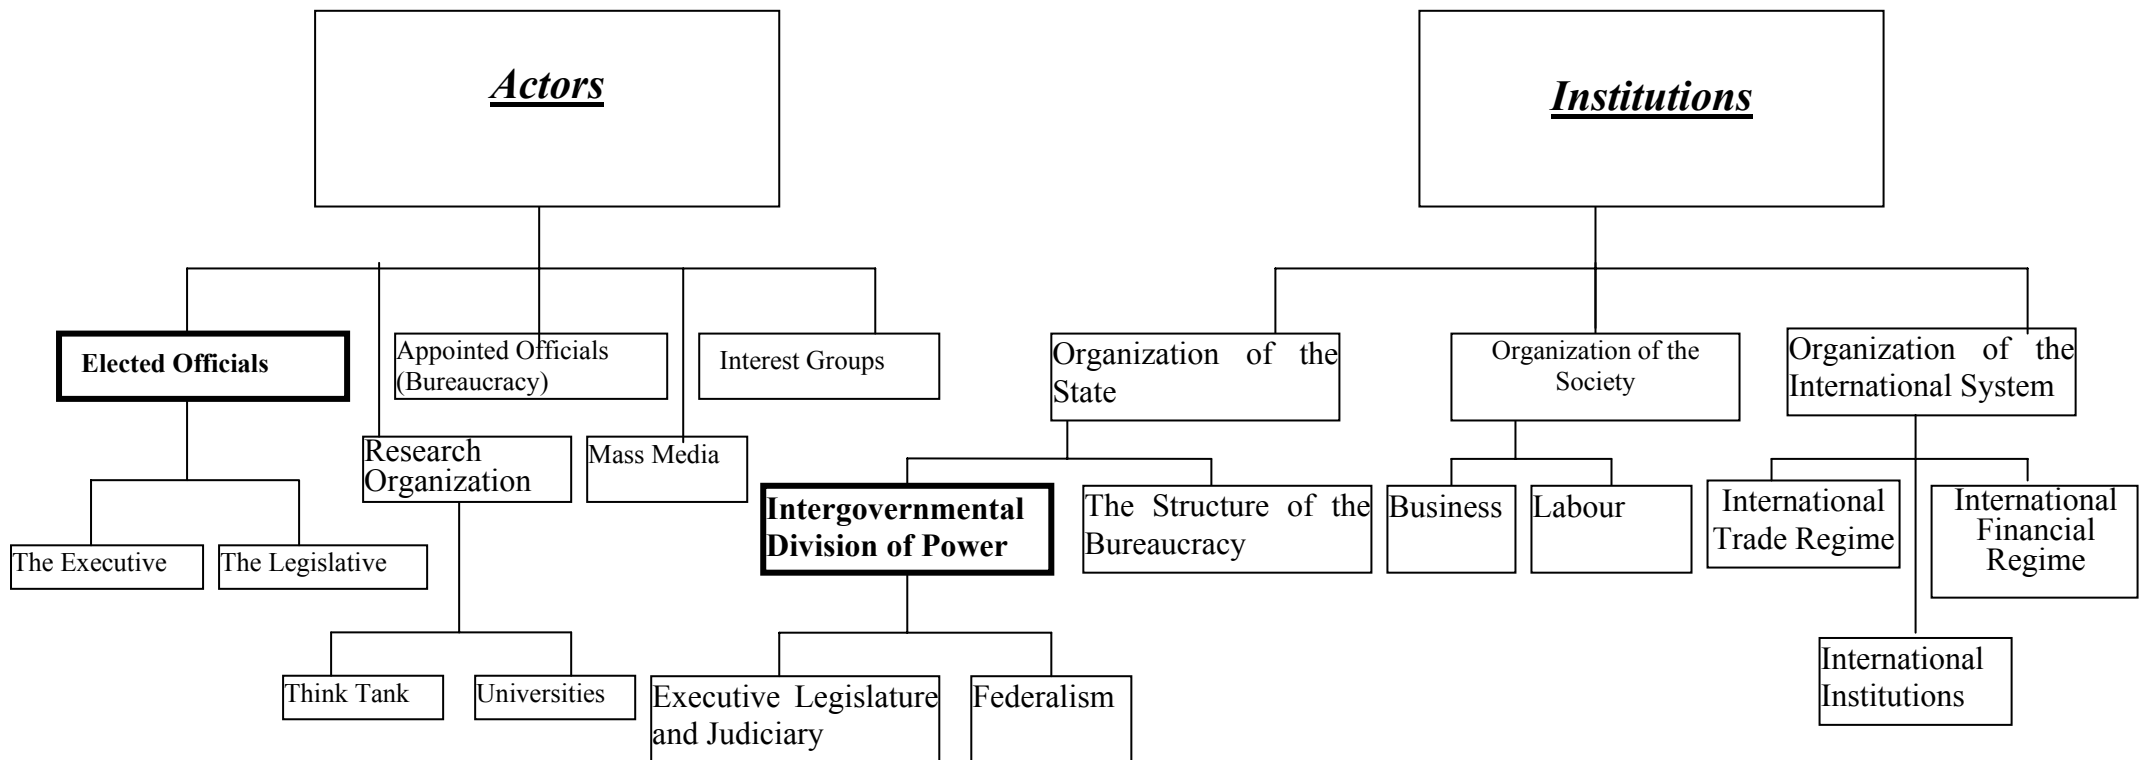 Actors
Institutions
Elected Officials
Appointed Officials
(Bureaucracy)
Interest Groups
Organization of the
State
Organization of the
Society
Organization of the
International System
Research
Organization
Mass Media
Intergovernmental
Division of Power
The Structure of the
Bureaucracy
Business
Labour
International
Trade Regime
International
Financial
Regime
The Executive
The Legislative
Think Tank
Universities
Executive Legislature
and Judiciary
Federalism
International
Institutions